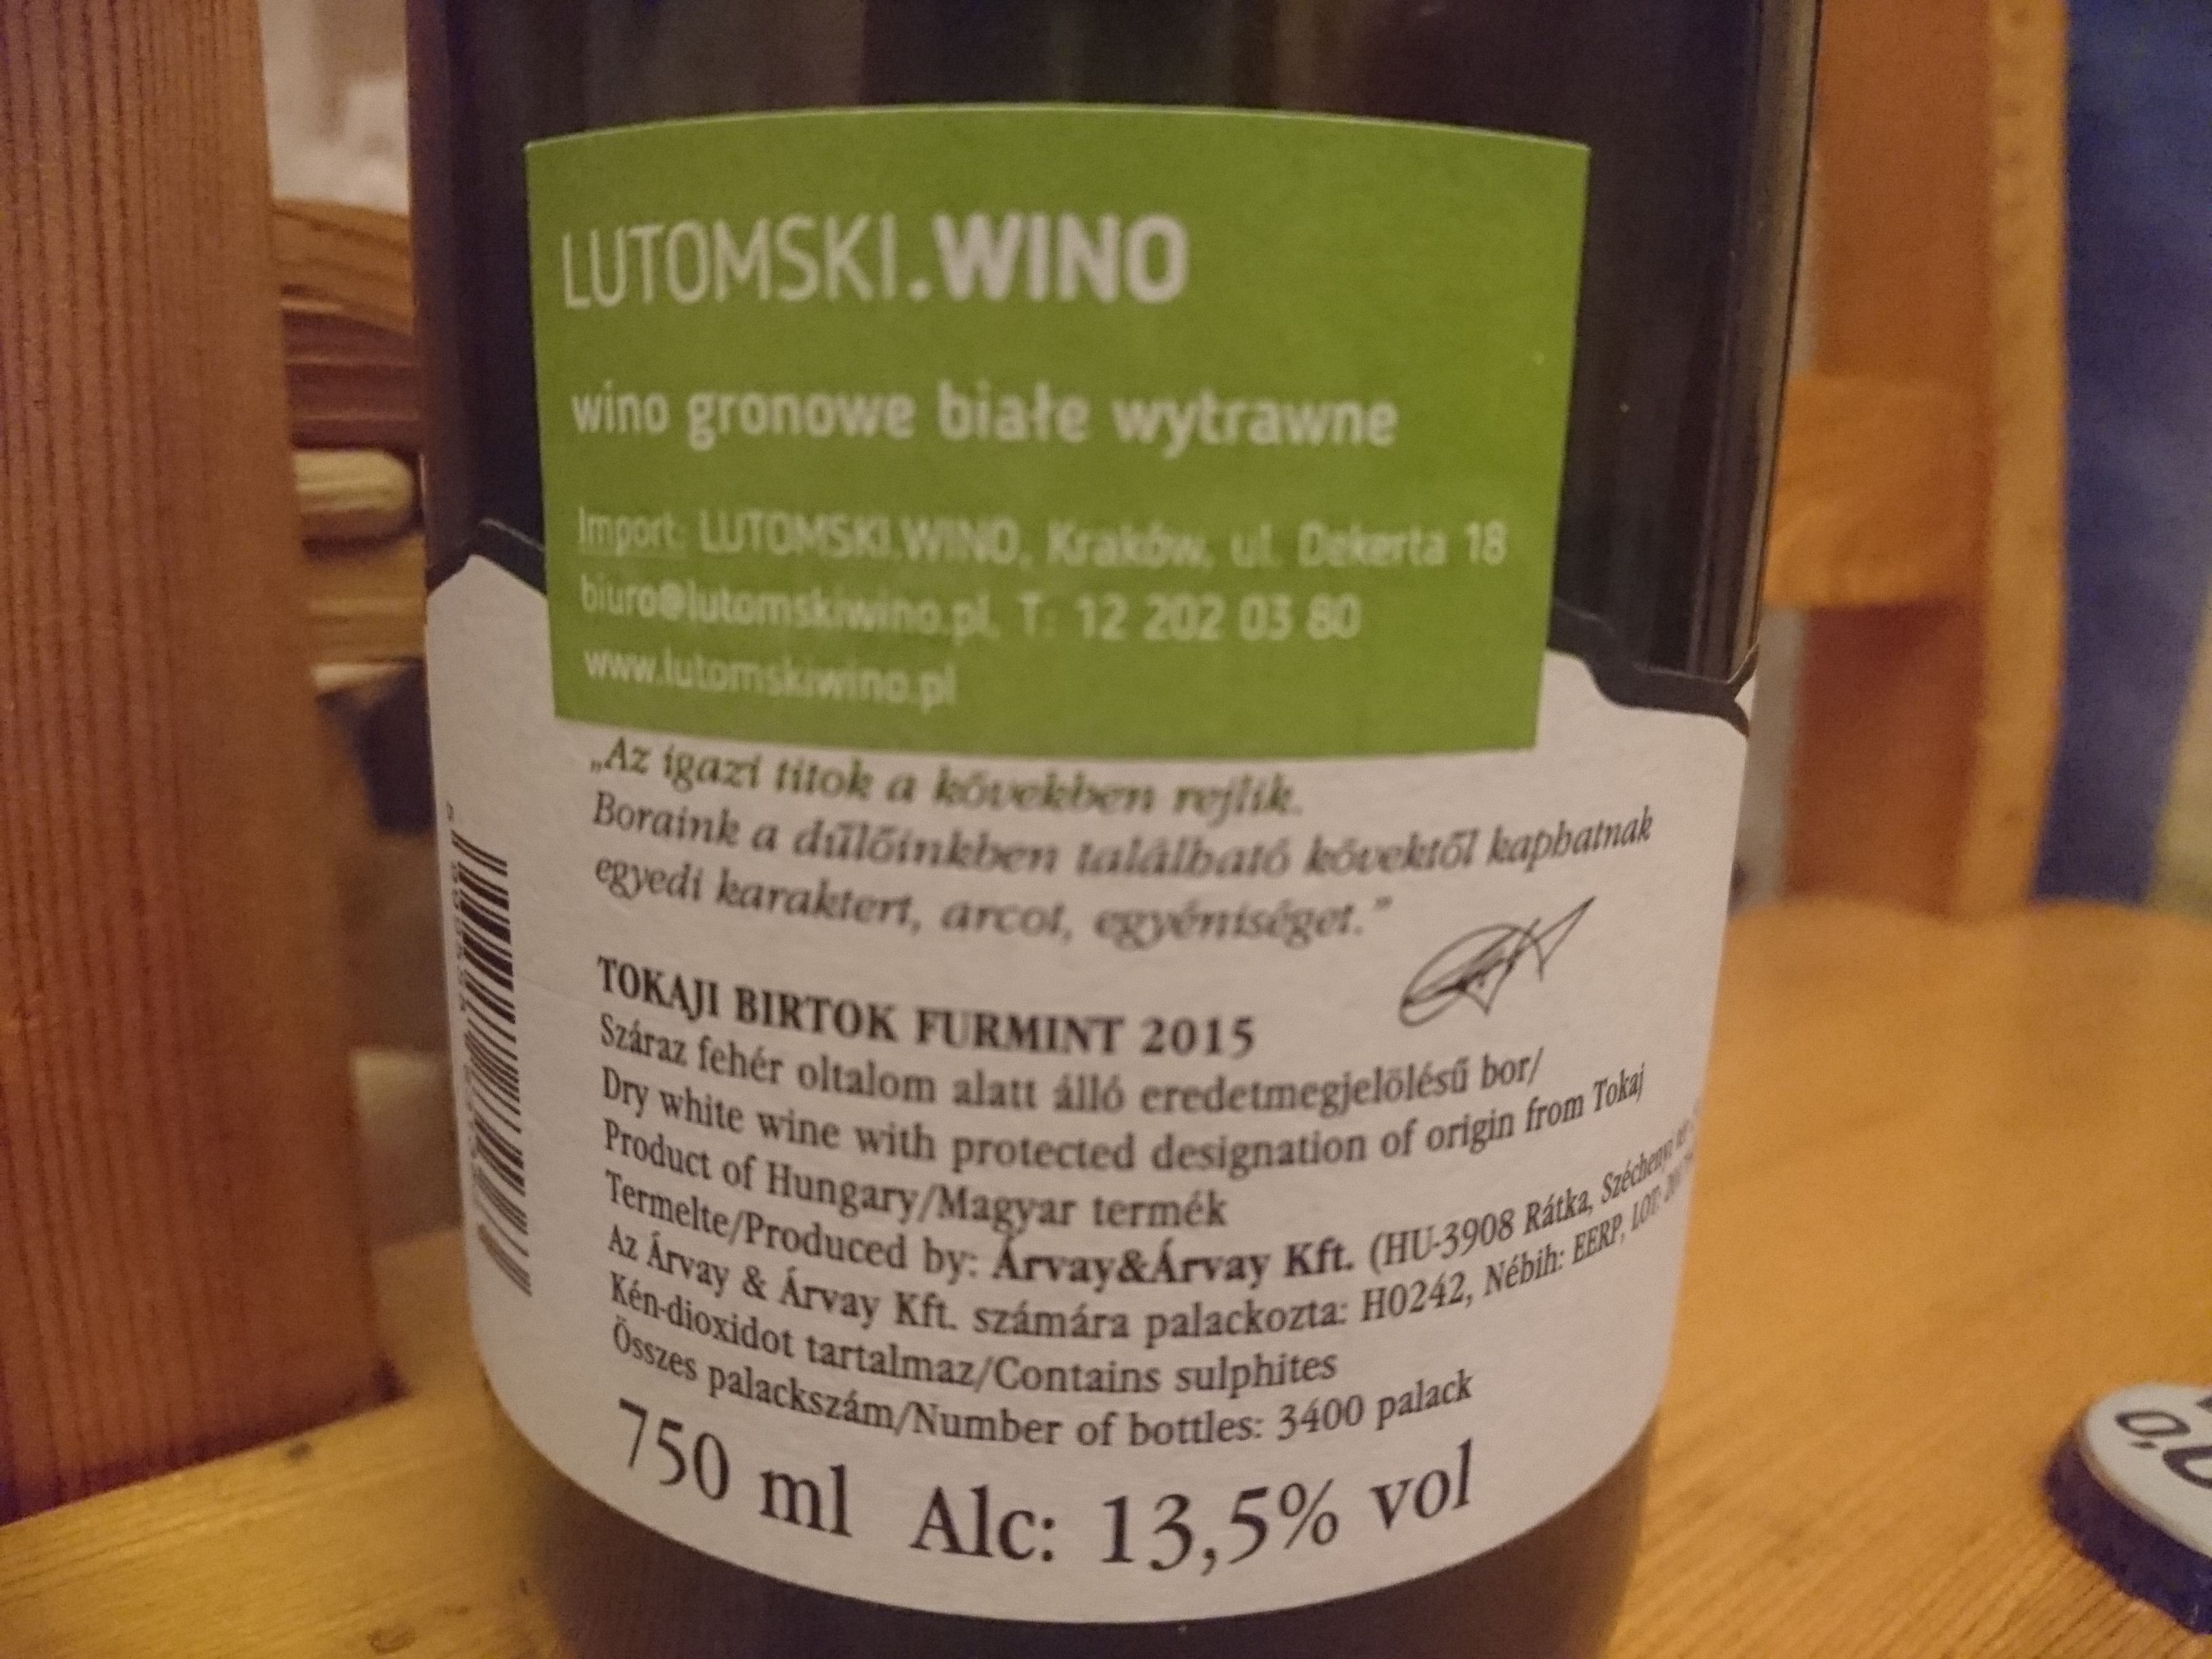 LUTOMSKI.WINO
wino gronowe białe wytrawne
Import: LUTOMSKI.WINO, Kraków, ul. Dekerta 18
biuro@lutomskiwino.pl, T: 12 202 03 80
www.lutomskiwino.pl
„Az igazi titok a kövekben rejlik.
Boraink a dűlőinkben található kövektől kaphatnak
egyedi karaktert, arcot, egyéniséget.”
TOKAJI BIRTOK FURMINT 2015
Száraz fehér oltalom alatt álló eredetmegjelölésű bor/
Dry white wine with protected designation of origin from Tokaj
Product of Hungary/Magyar termék
Termelte/Produced by: Árvay&Árvay Kft. (HU-3908 Rátka, Széchenyi
Az Árvay & Árvay Kft. számára palackozta: H0242, Nébih: EERP, LOT:
Kén-dioxidot tartalmaz/Contains sulphites
Összes palackszám/Number of bottles: 3400 palack
750 ml Alc: 13,5% vol